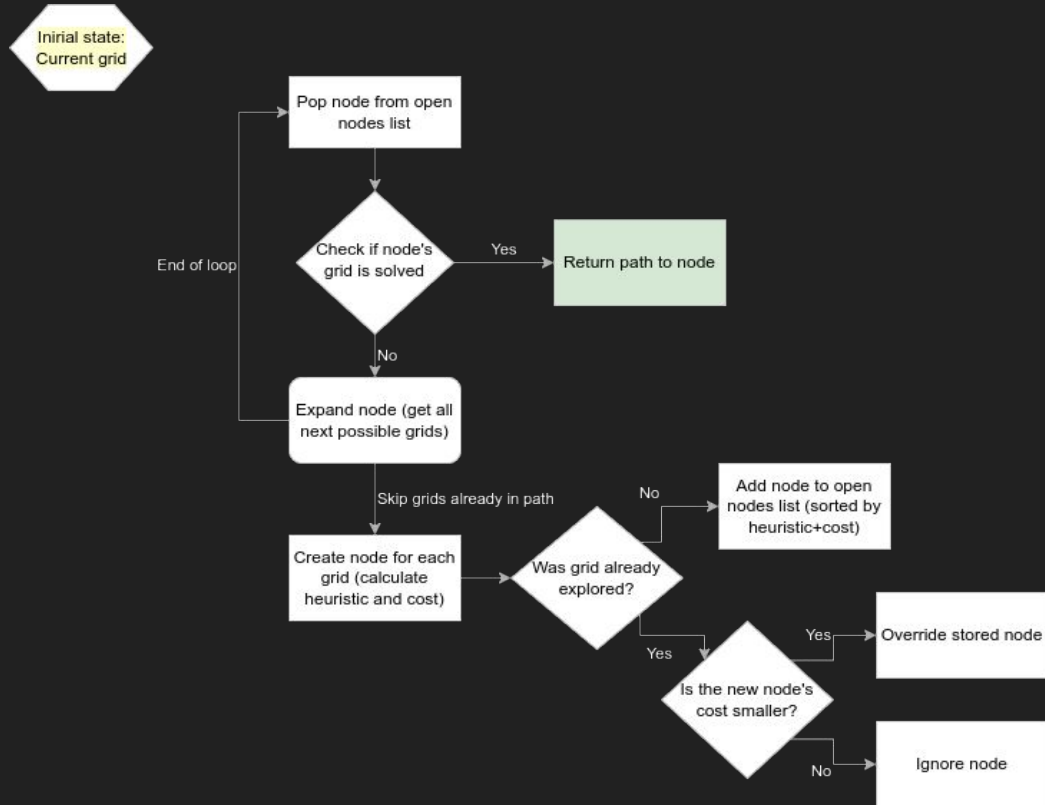 Inirial state:
Current grid
Pop node from open
nodes list
Check if node's
grid is solved
Yes
Return path to node
End of loop
No
Expand node (get all
next possible grids)
Skip grids already in path
Create node for each
grid (calculate
heuristic and cost)
Was grid already
explored?
No
Add node to open
nodes list (sorted by
heuristic+cost)
Yes
Is the new node's
cost smaller?
Yes
Override stored node
No
Ignore node